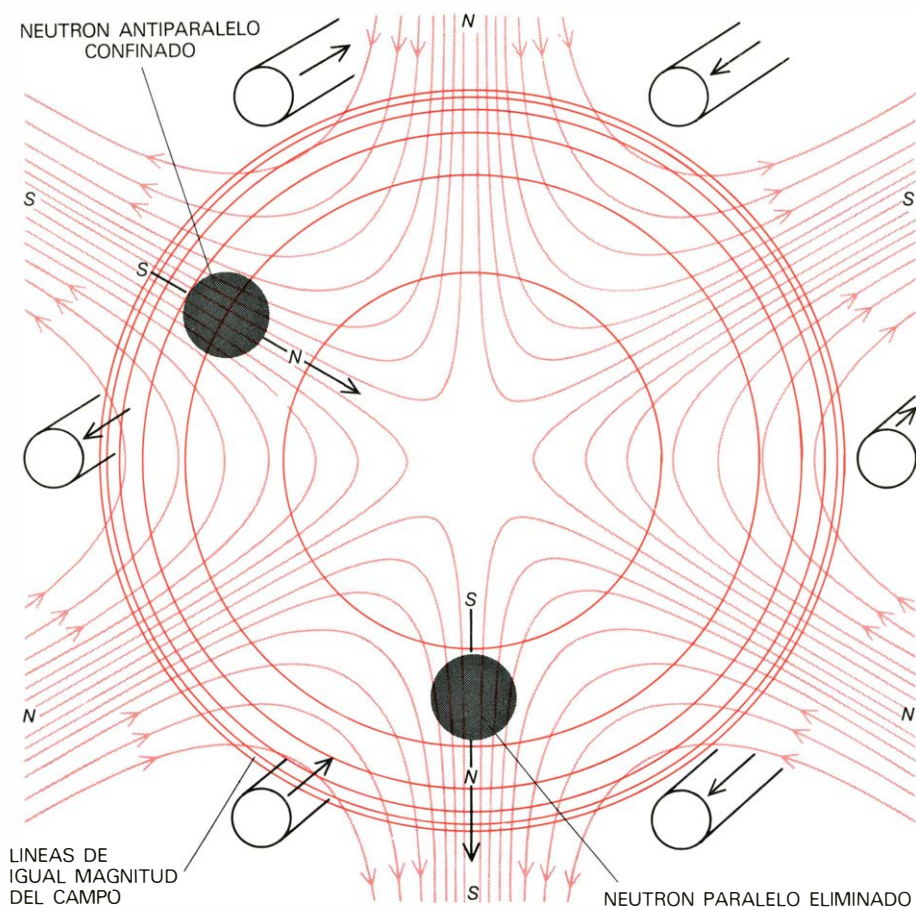 NEUTRON ANTIPARALELO
CONFINADO
N
S
S
S
N
S
N
N
N
S
LINEAS DE
IGUAL MAGNITUD
DEL CAMPO
NEUTRON PARALELO ELIMINADO